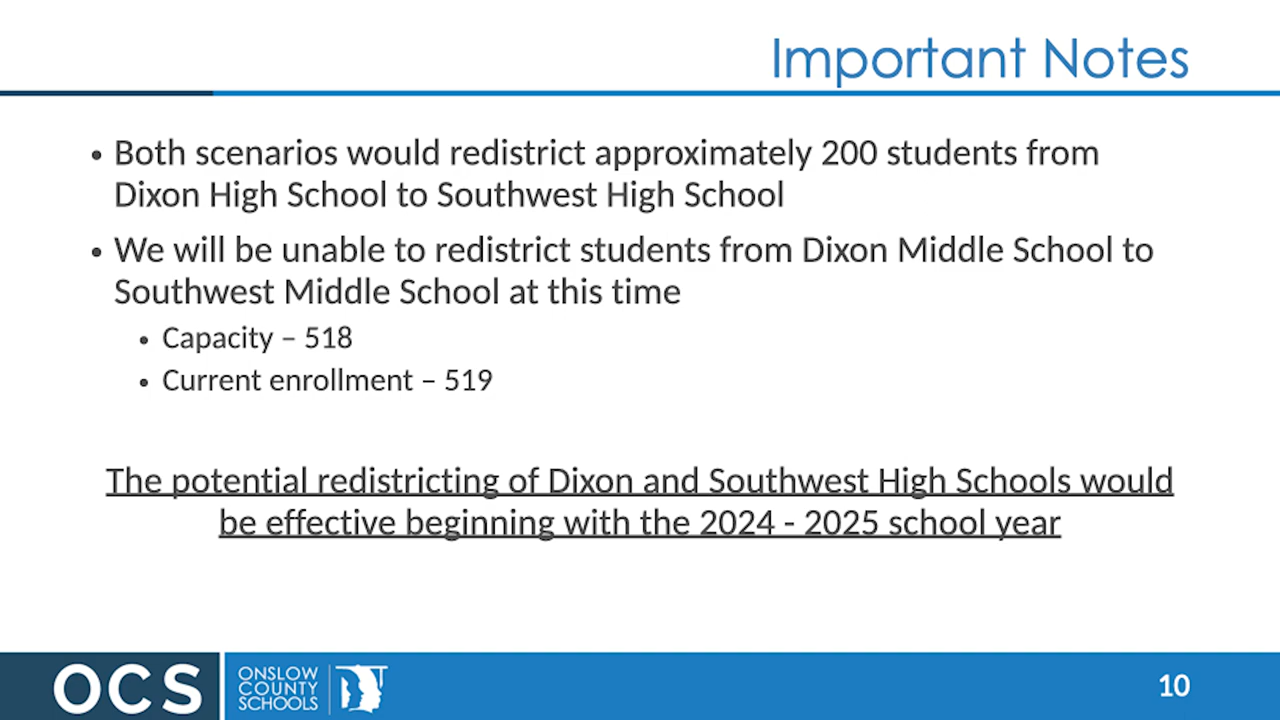 Important Notes
• Both scenarios would redistrict approximately 200 students from
Dixon High School to Southwest High School
• We will be unable to redistrict students from Dixon Middle School to
Southwest Middle School at this time
• Capacity – 518
• Current enrollment – 519
The potential redistricting of Dixon and Southwest High Schools would
be effective beginning with the 2024 - 2025 school year
OCS
ONSLOW
COUNTY
SCHOOLS
10